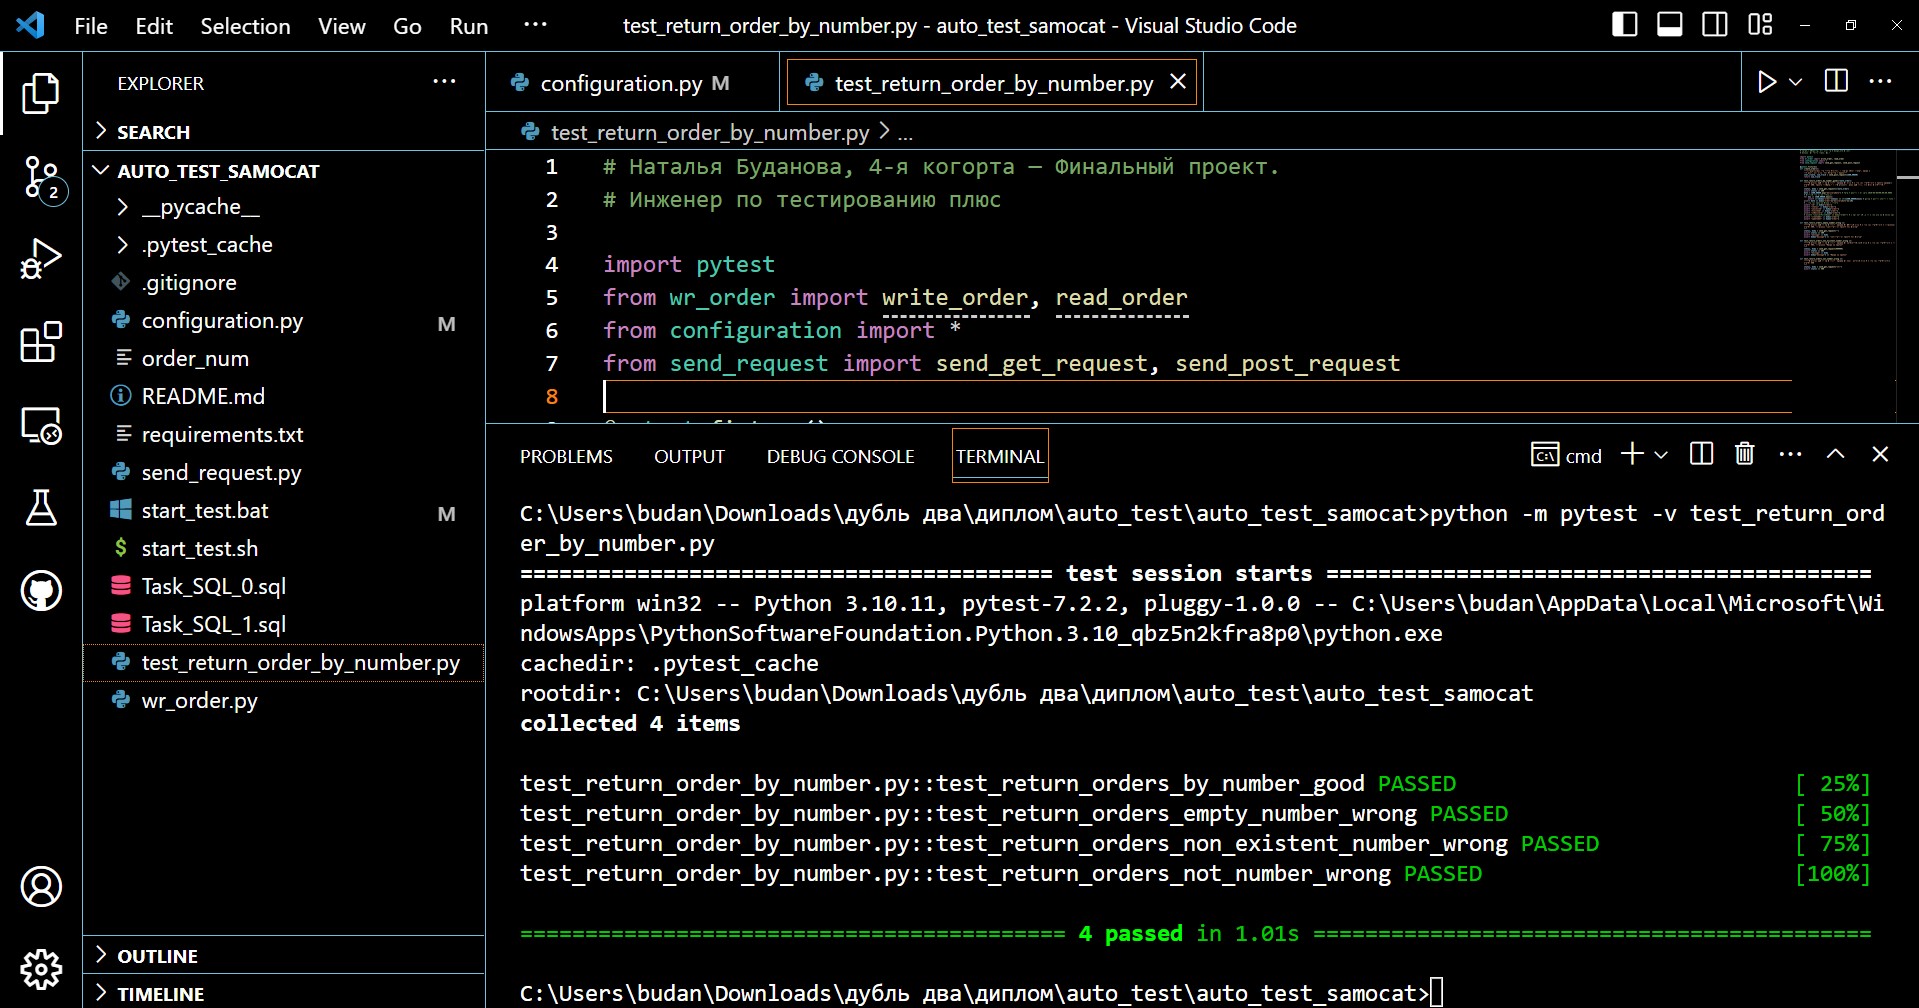 File Edit Selection View Go Run ··· test_return_order_by_number.py - auto_test_samocat - Visual Studio Code
EXPLORER ···
SEARCH
AUTO_TEST_SAMOCAT
__pycache__
.pytest_cache
.gitignore
configuration.py M
order_num
README.md
requirements.txt
send_request.py
start_test.bat M
start_test.sh
Task_SQL_0.sql
Task_SQL_1.sql
test_return_order_by_number.py
wr_order.py
OUTLINE
TIMELINE
2
configuration.py M test_return_order_by_number.py
test_return_order_by_number.py > ...
1 # Наталья Буданова, 4-я когорта — Финальный проект.
2 # Инженер по тестированию плюс
3
4 import pytest
5 from wr_order import write_order, read_order
6 from configuration import *
7 from send_request import send_get_request, send_post_request
8
PROBLEMS OUTPUT DEBUG CONSOLE TERMINAL cmd
C:\Users\budan\Downloads\дубль два\диплом\auto_test\auto_test_samocat>python -m pytest -v test_return_ord
er_by_number.py
========================================= test session starts ==========================================
platform win32 -- Python 3.10.11, pytest-7.2.2, pluggy-1.0.0 -- C:\Users\budan\AppData\Local\Microsoft\Wi
ndowsApps\PythonSoftwareFoundation.Python.3.10_qbz5n2kfra8p0\python.exe
cachedir: .pytest_cache
rootdir: C:\Users\budan\Downloads\дубль два\диплом\auto_test\auto_test_samocat
collected 4 items
test_return_order_by_number.py::test_return_orders_by_number_good PASSED [ 25%]
test_return_order_by_number.py::test_return_orders_empty_number_wrong PASSED [ 50%]
test_return_order_by_number.py::test_return_orders_non_existent_number_wrong PASSED [ 75%]
test_return_order_by_number.py::test_return_orders_not_number_wrong PASSED [100%]
========================================== 4 passed in 1.01s ===========================================
C:\Users\budan\Downloads\дубль два\диплом\auto_test\auto_test_samocat>